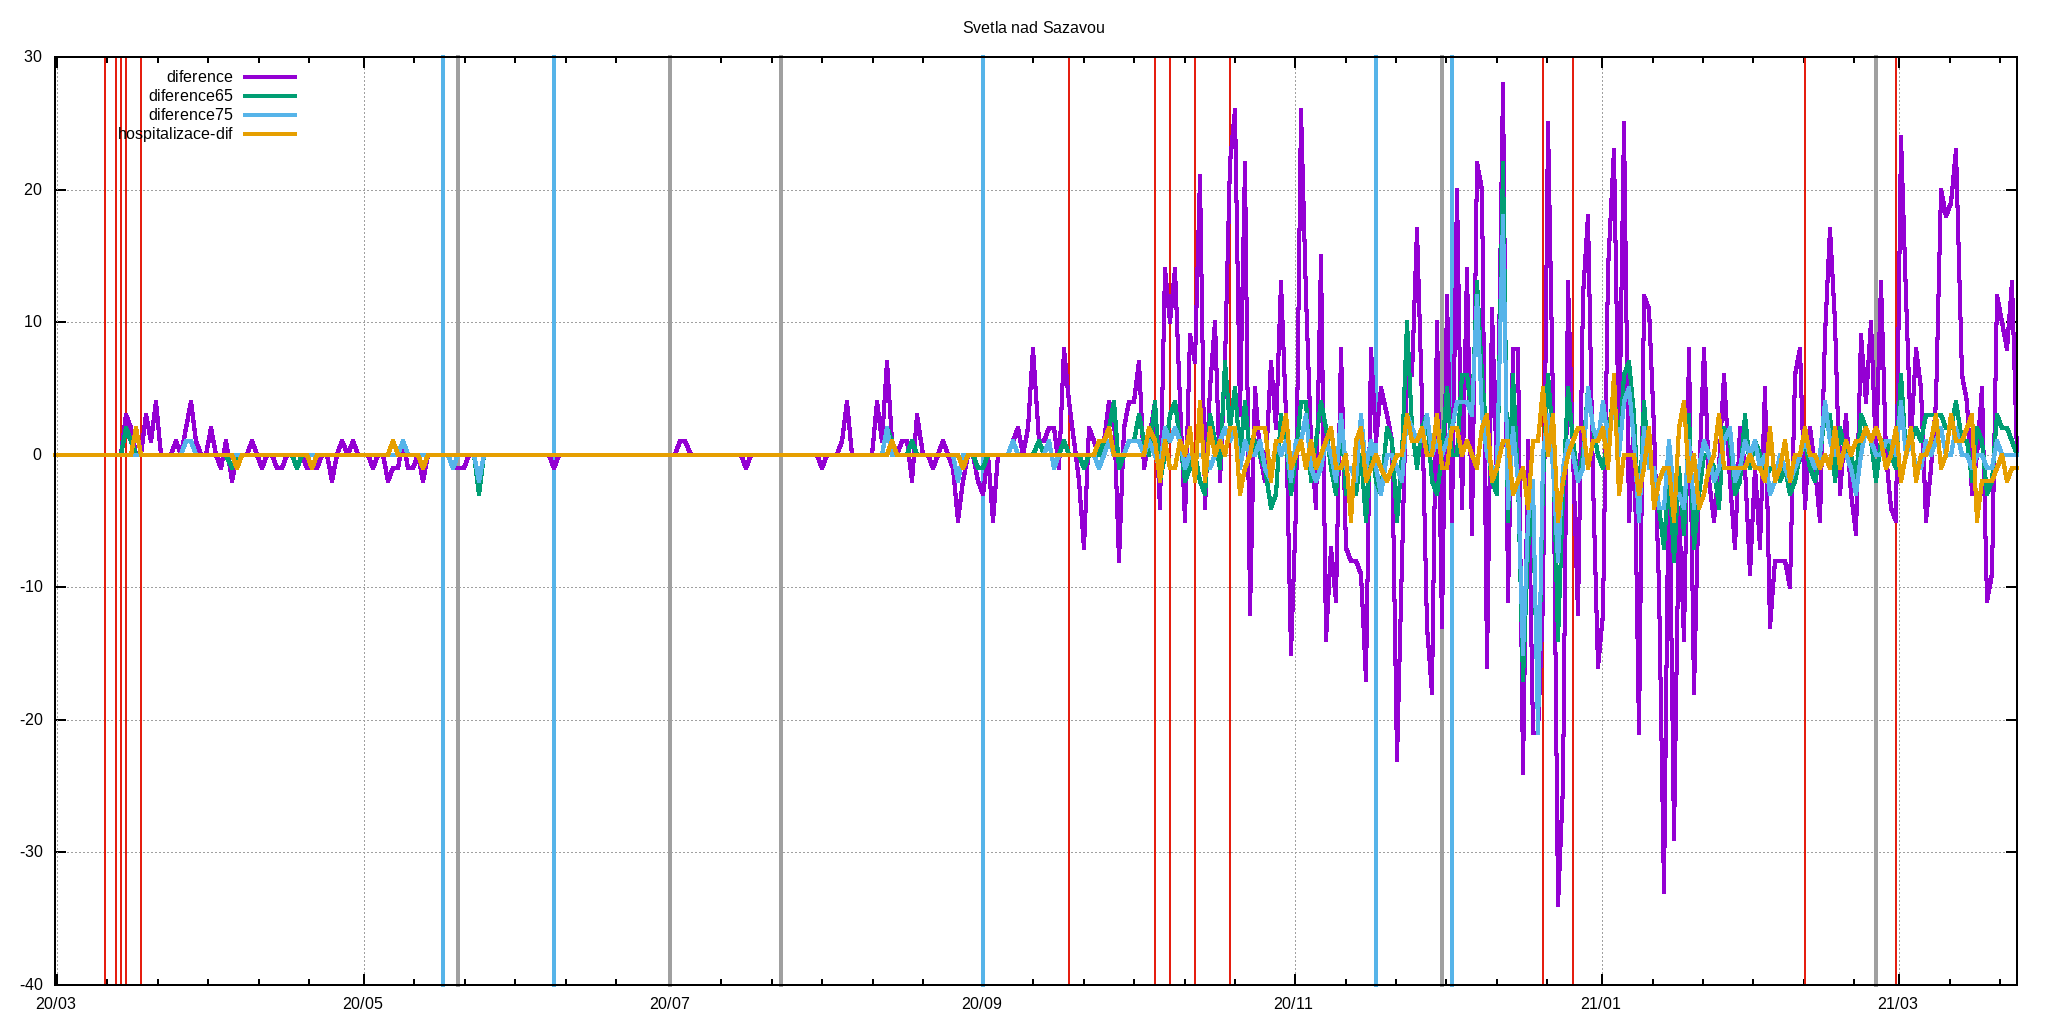 Svetla nad Sazavou
30
diference
diference65
diference75
hospitalizace-dif
20
10
0
-10
-20
-30
-40
20/03 20/05 20/07 20/09 20/11 21/01 21/03